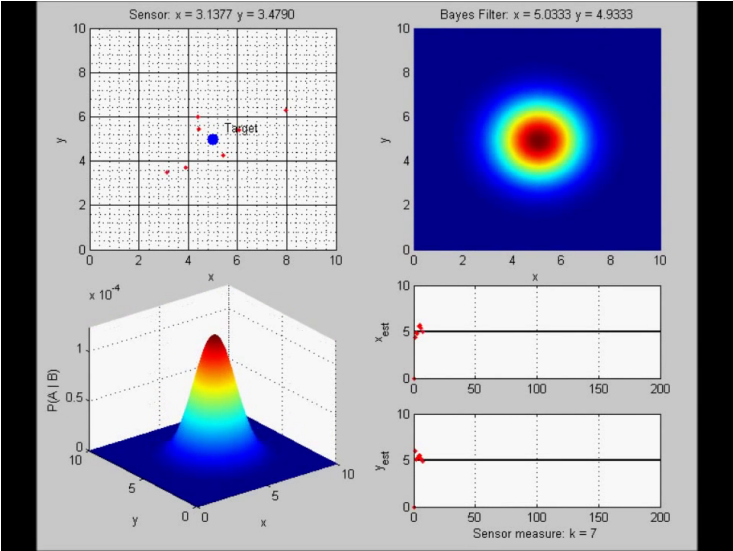 Sensor: x = 3.1377 y = 3.4790
10
8
6
4
2
0
y
Target
0 2 4 6 8 10
x
Bayes Filter: x = 5.0333 y = 4.9333
10
8
6
4
2
0
y
0 2 4 6 8 10
x
x 10^-4
1
0.5
0
P(A | B)
10
5
0
y
0
5
10
x
10
5
0
x_est
0 50 100 150 200
10
5
0
y_est
0 50 100 150 200
Sensor measure: k = 7